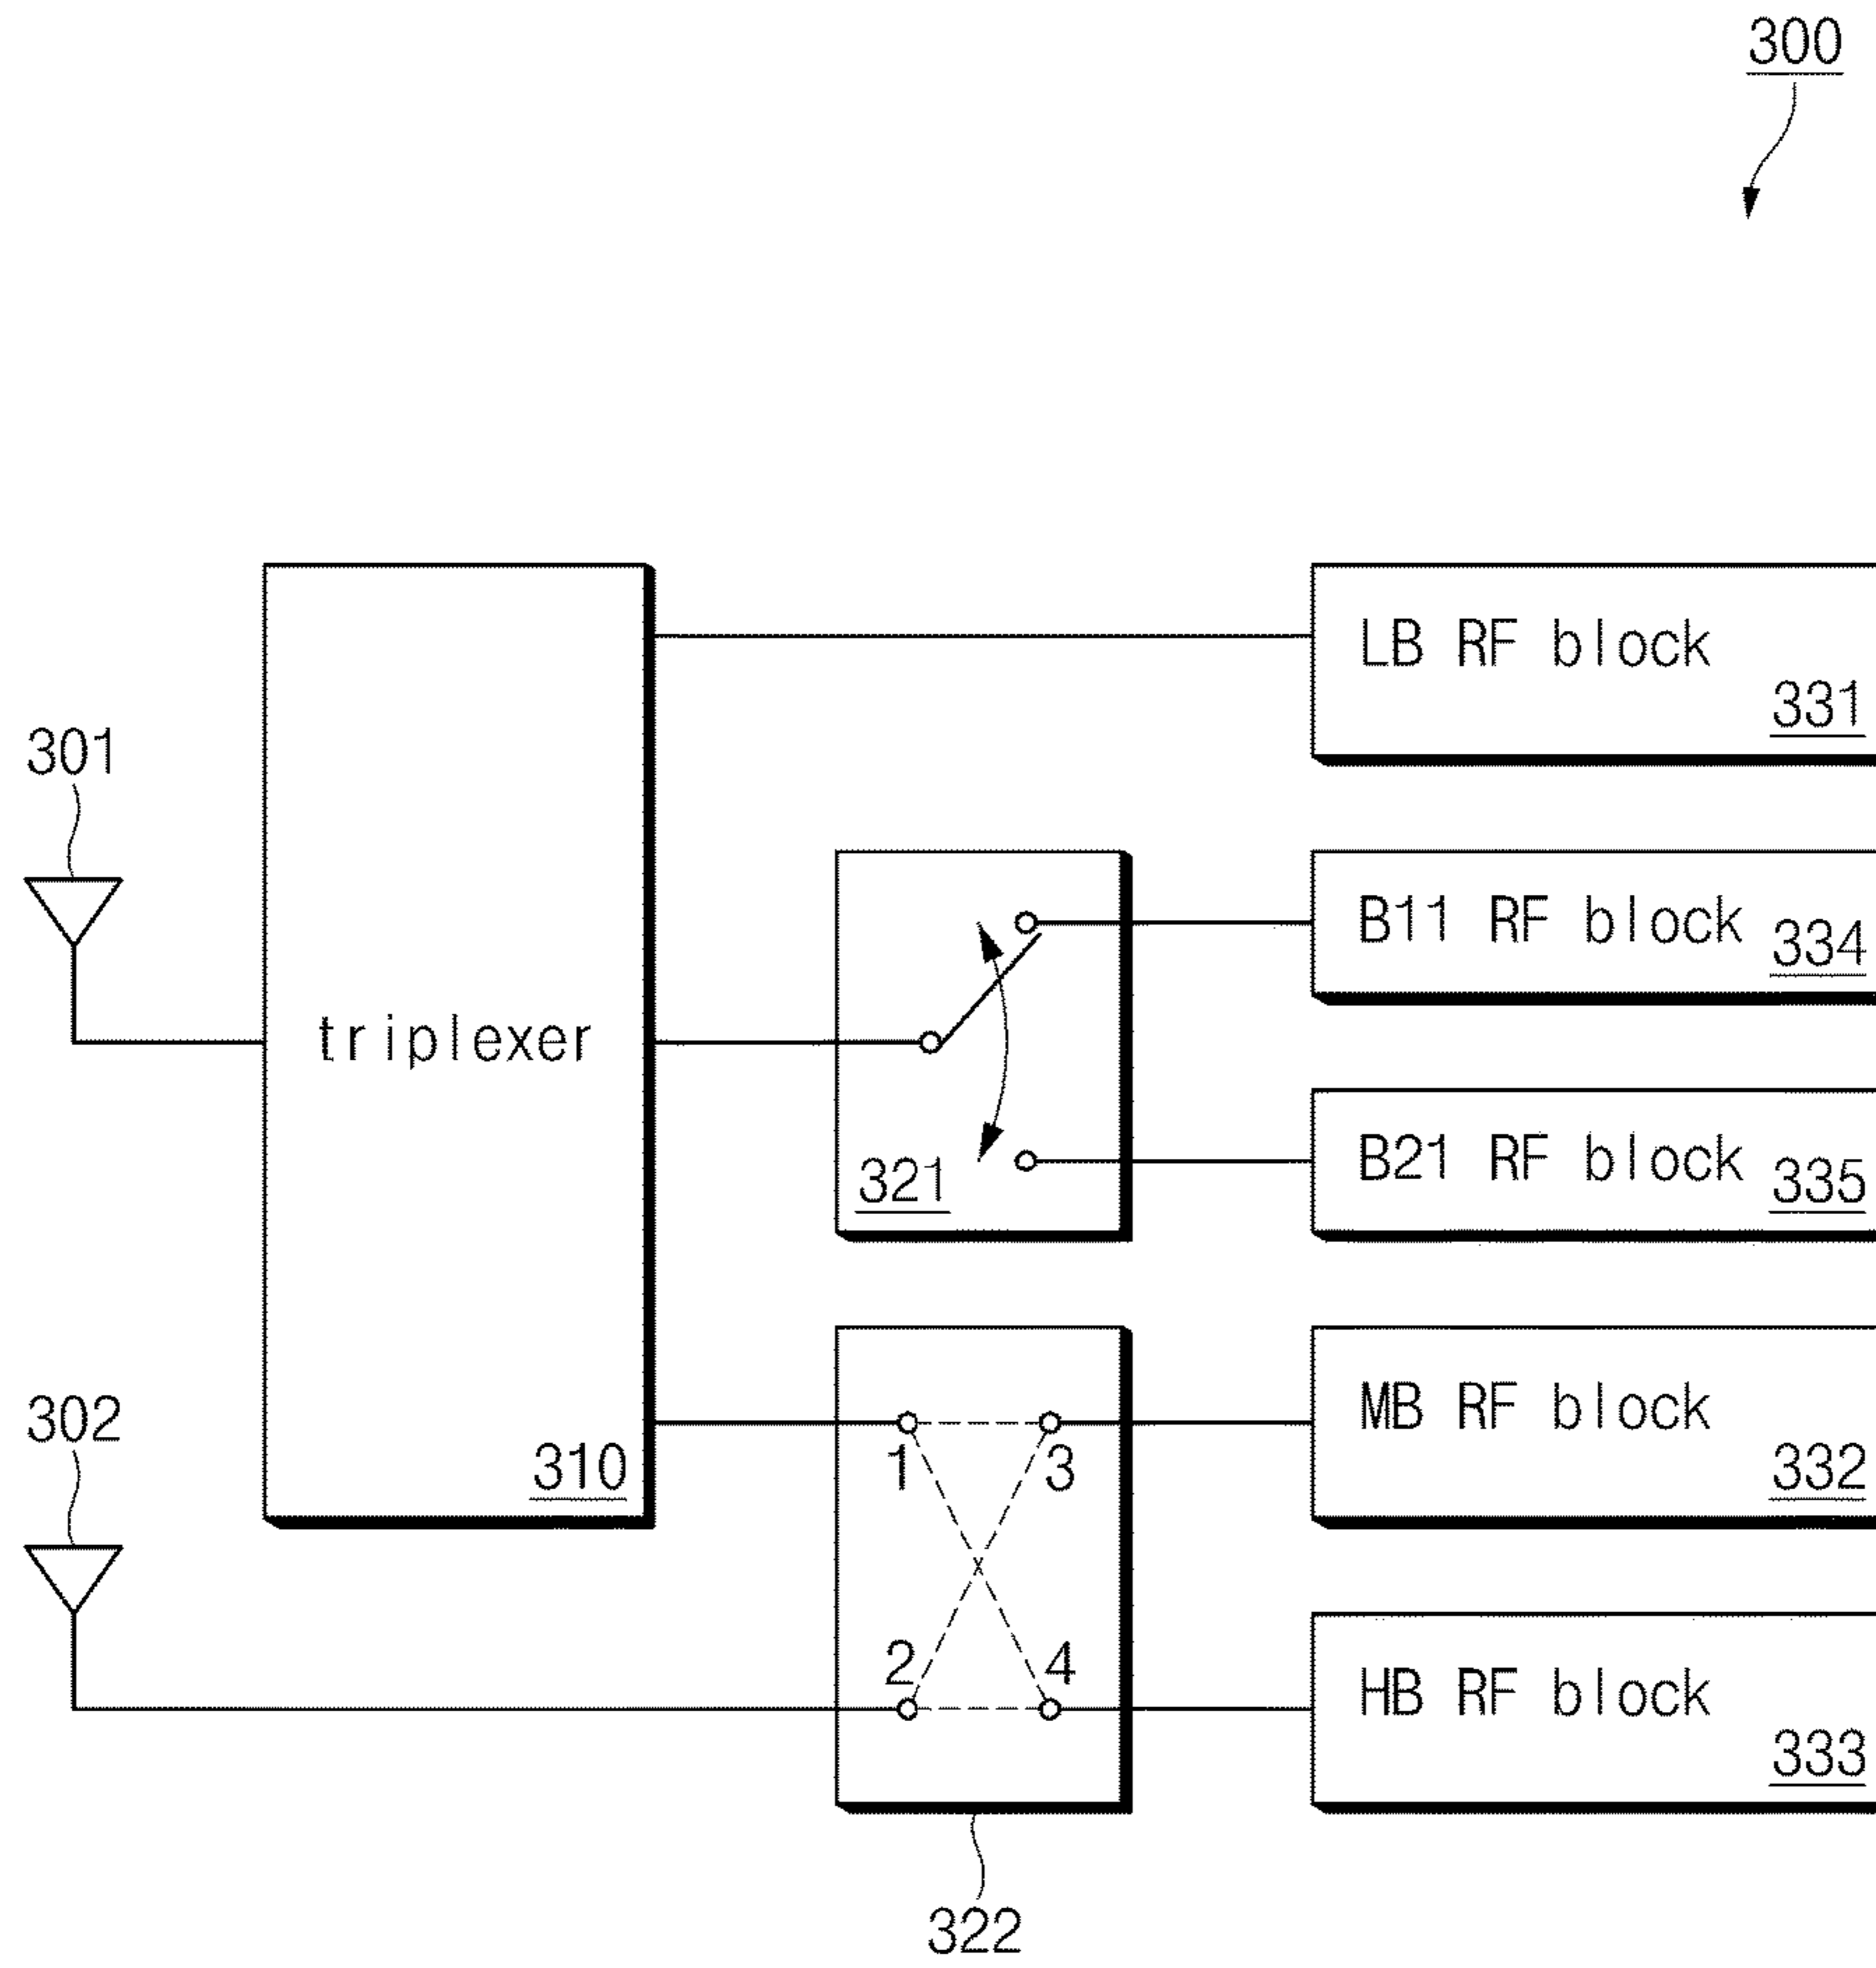 300
LB RF block
331
301
B11 RF block
334
triplexer
321
B21 RF block
335
302
310
1
3
MB RF block
332
2
4
HB RF block
333
322